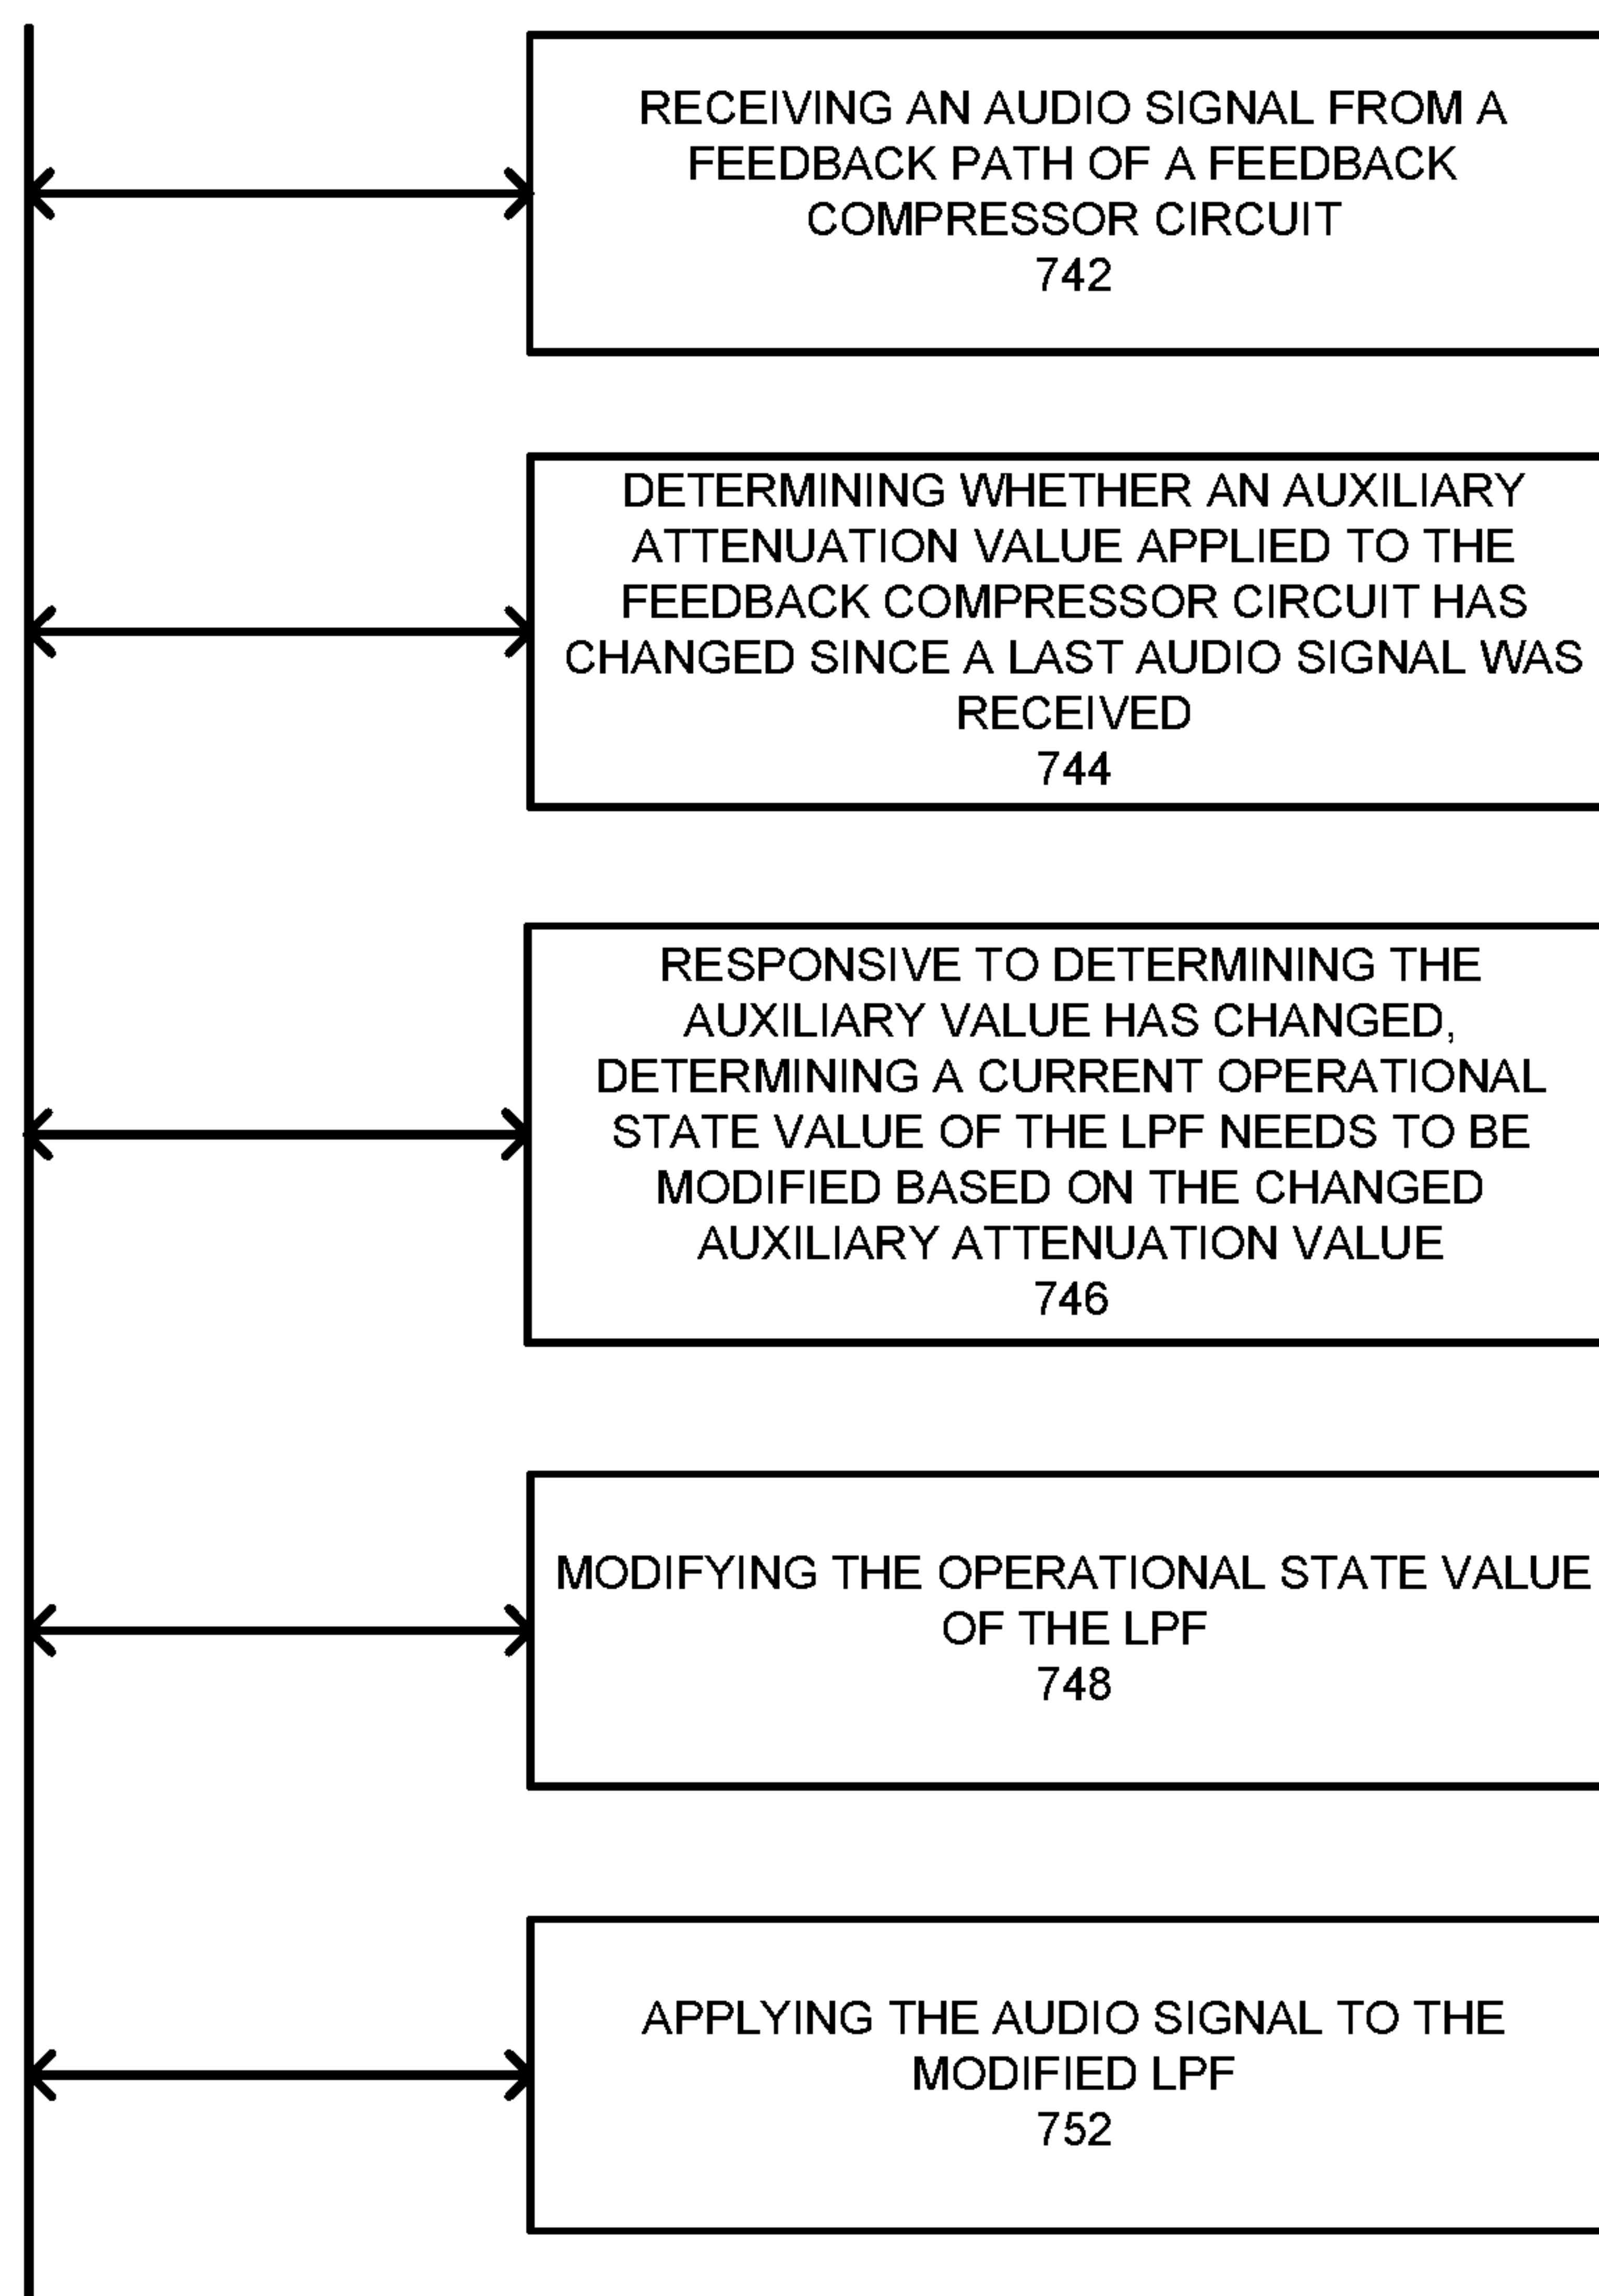 RECEIVING AN AUDIO SIGNAL FROM A
FEEDBACK PATH OF A FEEDBACK
COMPRESSOR CIRCUIT
742
DETERMINING WHETHER AN AUXILIARY
ATTENUATION VALUE APPLIED TO THE
FEEDBACK COMPRESSOR CIRCUIT HAS
CHANGED SINCE A LAST AUDIO SIGNAL WAS
RECEIVED
744
RESPONSIVE TO DETERMINING THE
AUXILIARY VALUE HAS CHANGED,
DETERMINING A CURRENT OPERATIONAL
STATE VALUE OF THE LPF NEEDS TO BE
MODIFIED BASED ON THE CHANGED
AUXILIARY ATTENUATION VALUE
746
MODIFYING THE OPERATIONAL STATE VALUE
OF THE LPF
748
APPLYING THE AUDIO SIGNAL TO THE
MODIFIED LPF
752